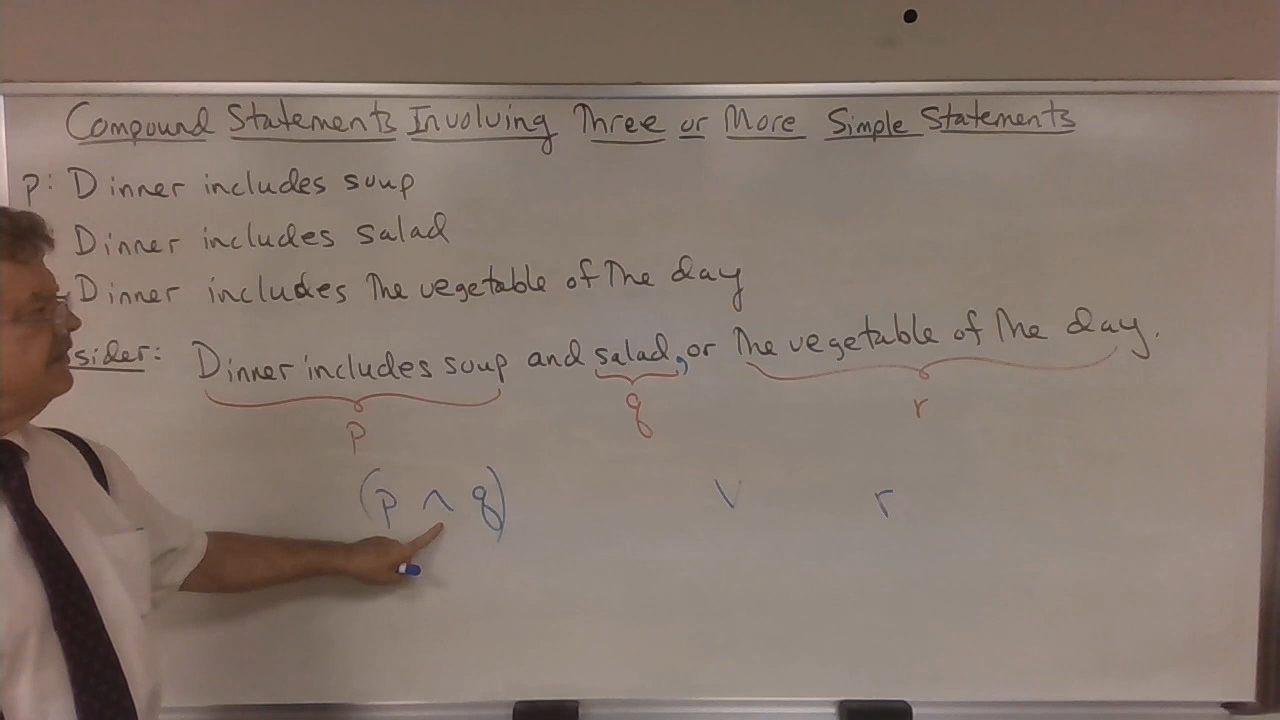 Compound Statements Involving Three or More Simple Statements
p: Dinner includes soup
Dinner includes salad
Dinner includes the vegetable of the day
sider: Dinner includes soup and salad, or the vegetable of the day.
p q r
(p ∧ q) ∨ r